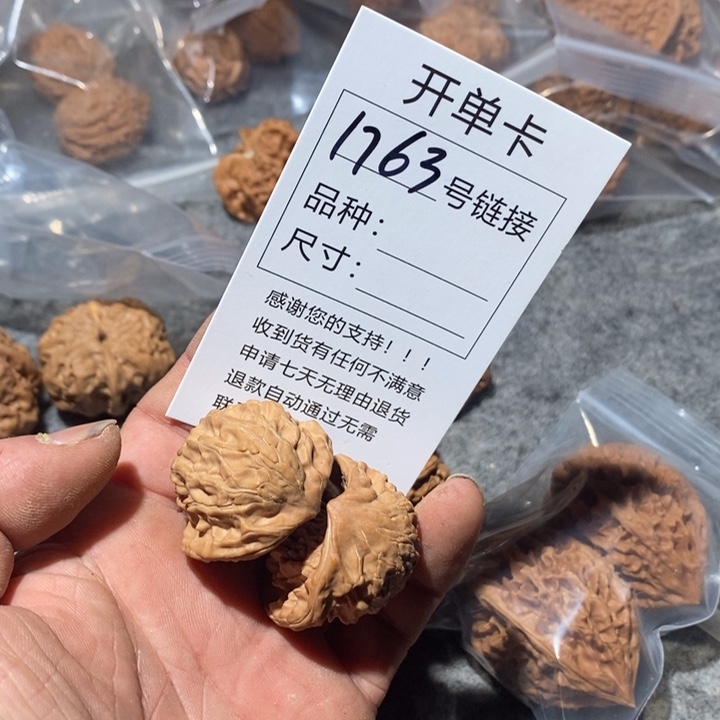 开单卡
1763号链接
品种：
尺寸：
感谢您的支持！！！
收到货有任何不满意
申请七天无理由退货
退款自动通过无需
联